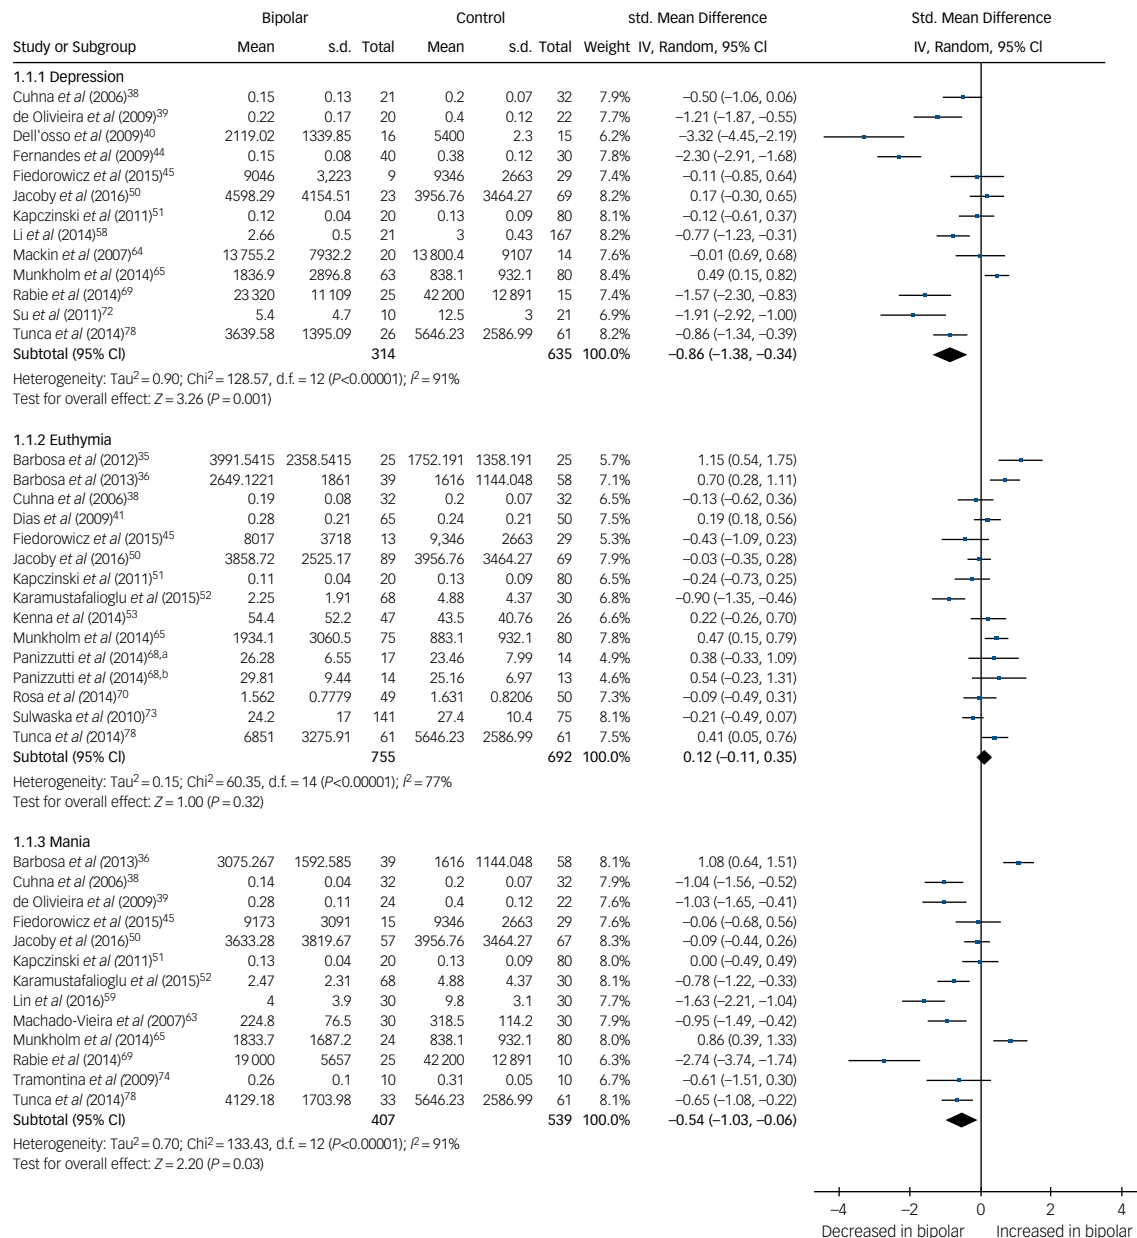 Bipolar Control std. Mean Difference Std. Mean Difference
Study or Subgroup Mean s.d. Total Mean s.d. Total Weight IV, Random, 95% Cl IV, Random, 95% Cl
1.1.1 Depression
Cuhna et al (2006)38 0.15 0.13 21 0.2 0.07 32 7.9% −0.50 (−1.06, 0.06)
de Olivieira et al (2009)39 0.22 0.17 20 0.4 0.12 22 7.7% −1.21 (−1.87, −0.55)
Dell'osso et al (2009)40 2119.02 1339.85 16 5400 2.3 15 6.2% −3.32 (−4.45,−2.19)
Fernandes et al (2009)44 0.15 0.08 40 0.38 0.12 30 7.8% −2.30 (−2.91, −1.68)
Fiedorowicz et al (2015)45 9046 3,223 9 9346 2663 29 7.4% −0.11 (−0.85, 0.64)
Jacoby et al (2016)50 4598.29 4154.51 23 3956.76 3464.27 69 8.2% 0.17 (−0.30, 0.65)
Kapczinski et al (2011)51 0.12 0.04 20 0.13 0.09 80 8.1% −0.12 (−0.61, 0.37)
Li et al (2014)58 2.66 0.5 21 3 0.43 167 8.2% −0.77 (−1.23, −0.31)
Mackin et al (2007)64 13 755.2 7932.2 20 13 800.4 9107 14 7.6% −0.01 (0.69, 0.68)
Munkholm et al (2014)65 1836.9 2896.8 63 838.1 932.1 80 8.4% 0.49 (0.15, 0.82)
Rabie et al (2014)69 23 320 11 109 25 42 200 12 891 15 7.4% −1.57 (−2.30, −0.83)
Su et al (2011)72 5.4 4.7 10 12.5 3 21 6.9% −1.91 (−2.92, −1.00)
Tunca et al (2014)78 3639.58 1395.09 26 5646.23 2586.99 61 8.2% −0.86 (−1.34, −0.39)
Subtotal (95% Cl) 314 635 100.0% −0.86 (−1.38, −0.34)
Heterogeneity: Tau2 = 0.90; Chi2 = 128.57, d.f. = 12 (P<0.00001); I2 = 91%
Test for overall effect: Z = 3.26 (P = 0.001)
1.1.2 Euthymia
Barbosa et al (2012)35 3991.5415 2358.5415 25 1752.191 1358.191 25 5.7% 1.15 (0.54, 1.75)
Barbosa et al (2013)36 2649.1221 1861 39 1616 1144.048 58 7.1% 0.70 (0.28, 1.11)
Cuhna et al (2006)38 0.19 0.08 32 0.2 0.07 32 6.5% −0.13 (−0.62, 0.36)
Dias et al (2009)41 0.28 0.21 65 0.24 0.21 50 7.5% 0.19 (0.18, 0.56)
Fiedorowicz et al (2015)45 8017 3718 13 9,346 2663 29 5.3% −0.43 (−1.09, 0.23)
Jacoby et al (2016)50 3858.72 2525.17 89 3956.76 3464.27 69 7.9% −0.03 (−0.35, 0.28)
Kapczinski et al (2011)51 0.11 0.04 20 0.13 0.09 80 6.5% −0.24 (−0.73, 0.25)
Karamustafalioglu et al (2015)52 2.25 1.91 68 4.88 4.37 30 6.8% −0.90 (−1.35, −0.46)
Kenna et al (2014)53 54.4 52.2 47 43.5 40.76 26 6.6% 0.22 (−0.26, 0.70)
Munkholm et al (2014)65 1934.1 3060.5 75 883.1 932.1 80 7.8% 0.47 (0.15, 0.79)
Panizzutti et al (2014)68,a 26.28 6.55 17 23.46 7.99 14 4.9% 0.38 (−0.33, 1.09)
Panizzutti et al (2014)68,b 29.81 9.44 14 25.16 6.97 13 4.6% 0.54 (−0.23, 1.31)
Rosa et al (2014)70 1.562 0.7779 49 1.631 0.8206 50 7.3% −0.09 (−0.49, 0.31)
Sulwaska et al (2010)73 24.2 17 141 27.4 10.4 75 8.1% −0.21 (−0.49, 0.07)
Tunca et al (2014)78 6851 3275.91 61 5646.23 2586.99 61 7.5% 0.41 (0.05, 0.76)
Subtotal (95% Cl) 755 692 100.0% 0.12 (−0.11, 0.35)
Heterogeneity: Tau2 = 0.15; Chi2 = 60.35, d.f. = 14 (P<0.00001); I2 = 77%
Test for overall effect: Z = 1.00 (P = 0.32)
1.1.3 Mania
Barbosa et al (2013)36 3075.267 1592.585 39 1616 1144.048 58 8.1% 1.08 (0.64, 1.51)
Cuhna et al (2006)38 0.14 0.04 32 0.2 0.07 32 7.9% −1.04 (−1.56, −0.52)
de Olivieira et al (2009)39 0.28 0.11 24 0.4 0.12 22 7.6% −1.03 (−1.65, −0.41)
Fiedorowicz et al (2015)45 9173 3091 15 9346 2663 29 7.6% −0.06 (−0.68, 0.56)
Jacoby et al (2016)50 3633.28 3819.67 57 3956.76 3464.27 67 8.3% −0.09 (−0.44, 0.26)
Kapczinski et al (2011)51 0.13 0.04 20 0.13 0.09 80 8.0% 0.00 (−0.49, 0.49)
Karamustafalioglu et al (2015)52 2.47 2.31 68 4.88 4.37 30 8.1% −0.78 (−1.22, −0.33)
Lin et al (2016)59 4 3.9 30 9.8 3.1 30 7.7% −1.63 (−2.21, −1.04)
Machado-Vieira et al (2007)63 224.8 76.5 30 318.5 114.2 30 7.9% −0.95 (−1.49, −0.42)
Munkholm et al (2014)65 1833.7 1687.2 24 838.1 932.1 80 8.0% 0.86 (0.39, 1.33)
Rabie et al (2014)69 19 000 5657 25 42 200 12 891 10 6.3% −2.74 (−3.74, −1.74)
Tramontina et al (2009)74 0.26 0.1 10 0.31 0.05 10 6.7% −0.61 (−1.51, 0.30)
Tunca et al (2014)78 4129.18 1703.98 33 5646.23 2586.99 61 8.1% −0.65 (−1.08, −0.22)
Subtotal (95% Cl) 407 539 100.0% −0.54 (−1.03, −0.06)
Heterogeneity: Tau2 = 0.70; Chi2 = 133.43, d.f. = 12 (P<0.00001); I2 = 91%
Test for overall effect: Z = 2.20 (P = 0.03)
−4 −2 0 2 4
Decreased in bipolar Increased in bipolar